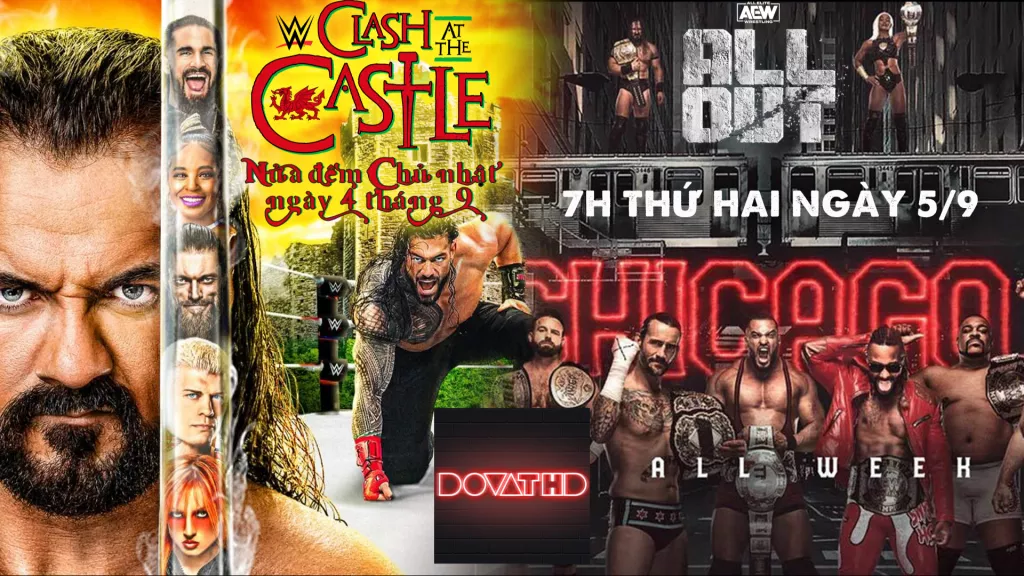 W
CLASH AT THE
CASTLE
Nửa đêm Chủ nhật
ngày 4 tháng 9
ALL ELITE
AEW
WRESTLING
ALL
OUT
7H THỨ HAI NGÀY 5/9
CHICAGO
ALL WEEK
DOVATHD